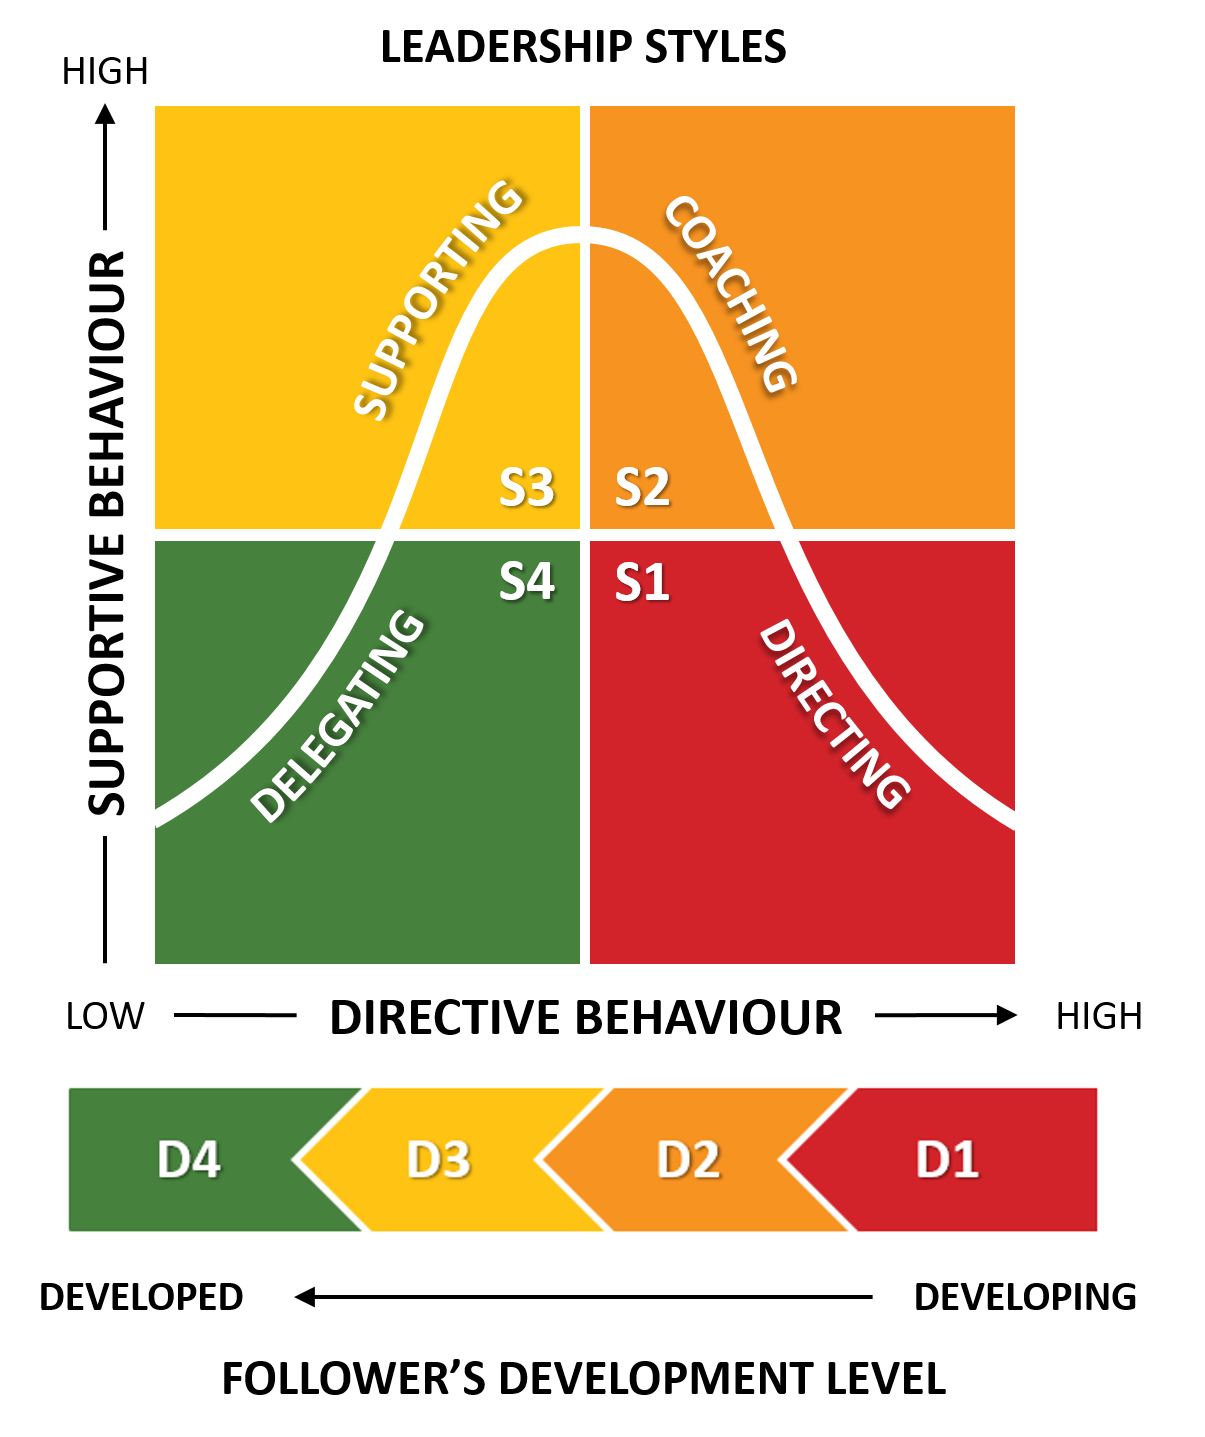 LEADERSHIP STYLES
HIGH
SUPPORTIVE BEHAVIOUR
SUPPORTING
COACHING
S3
S2
S4
S1
DELEGATING
DIRECTING
LOW
DIRECTIVE BEHAVIOUR
HIGH
D4
D3
D2
D1
DEVELOPED
DEVELOPING
FOLLOWER’S DEVELOPMENT LEVEL